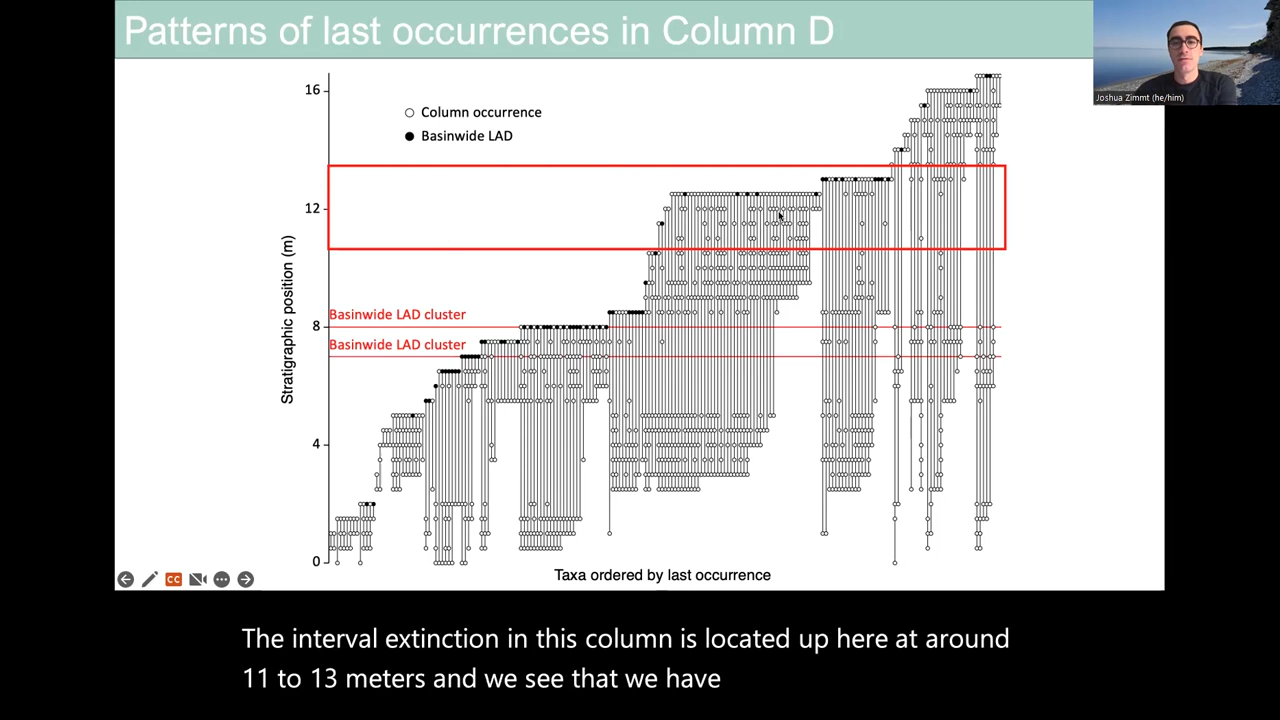 Patterns of last occurrences in Column D
Joshua Zimmt (he/him)
Column occurrence
Basinwide LAD
16
12
8
4
0
Stratigraphic position (m)
Basinwide LAD cluster
Basinwide LAD cluster
Taxa ordered by last occurrence
CC
The interval extinction in this column is located up here at around
11 to 13 meters and we see that we have